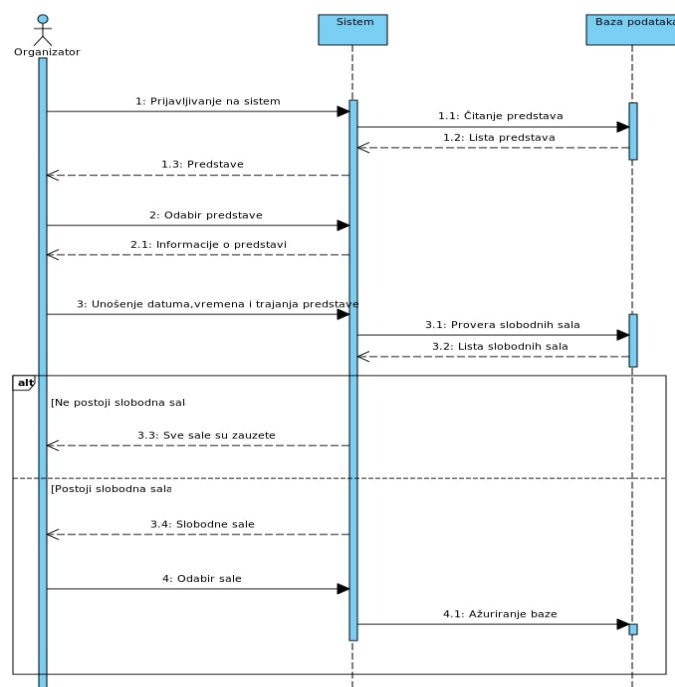 Sistem
Baza podataka
Organizator
1: Prijavljivanje na sistem
1.1: Čitanje predstava
1.2: Lista predstava
1.3: Predstave
2: Odabir predstave
2.1: Informacije o predstavi
3: Unošenje datuma,vremena i trajanja predstave
3.1: Provera slobodnih sala
3.2: Lista slobodnih sala
alt
[Ne postoji slobodna sal
3.3: Sve sale su zauzete
[Postoji slobodna sala
3.4: Slobodne sale
4: Odabir sale
4.1: Ažuriranje baze